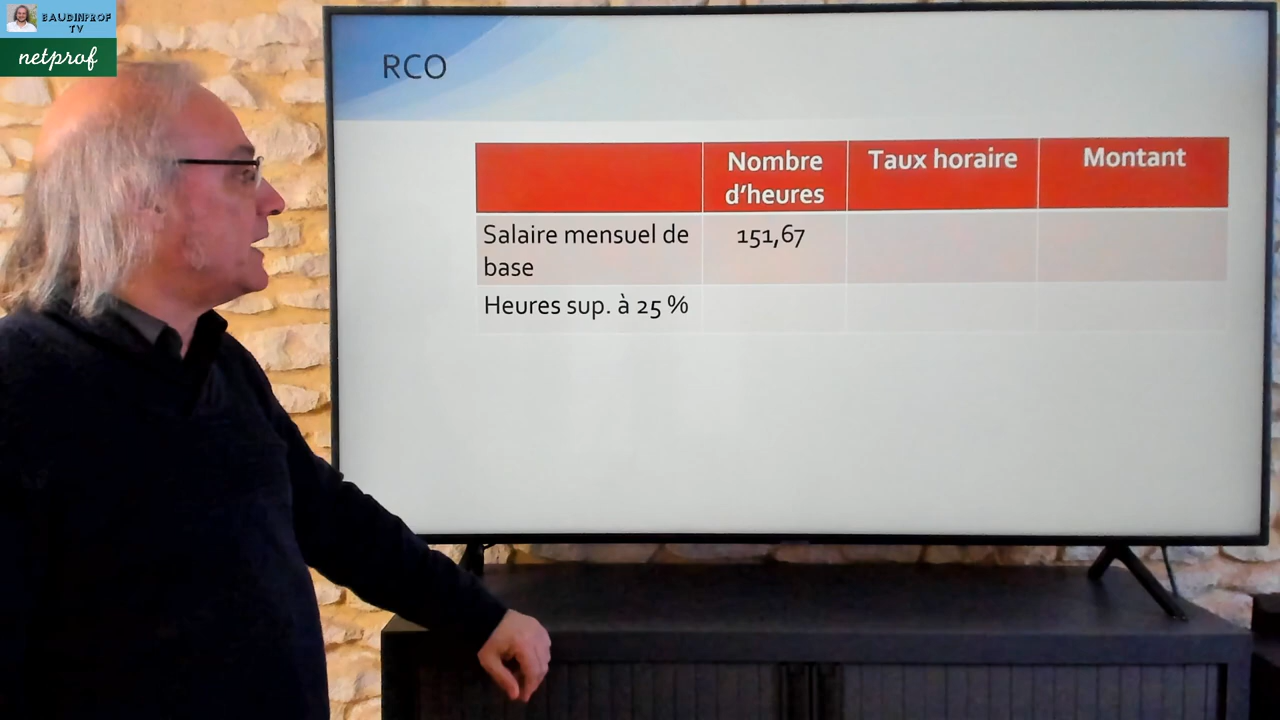 BAUDINPROF
TV
netprof
RCO
Nombre
d'heures
Taux horaire
Montant
Salaire mensuel de
base
151,67
Heures sup. à 25 %